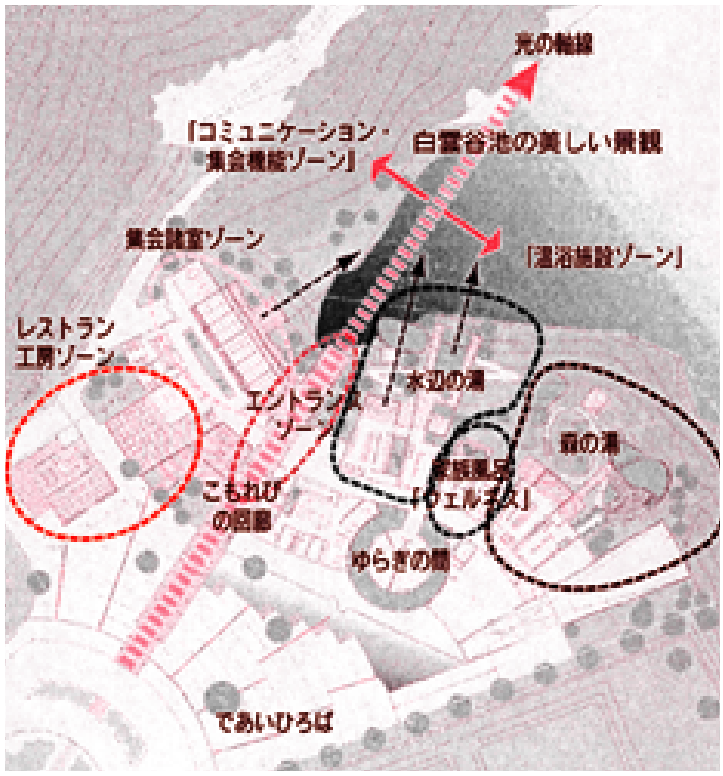 光の軸線
「コミュニケーション・
集会機能ゾーン」
白雲谷池の美しい景観
集会諸室ゾーン
「温浴施設ゾーン」
レストラン
工房ゾーン
水辺の湯
エントランス
ゾーン
森の湯
家族風呂
「ウェルネス」
こもれび
の回廊
ゆらぎの間
であいひろば